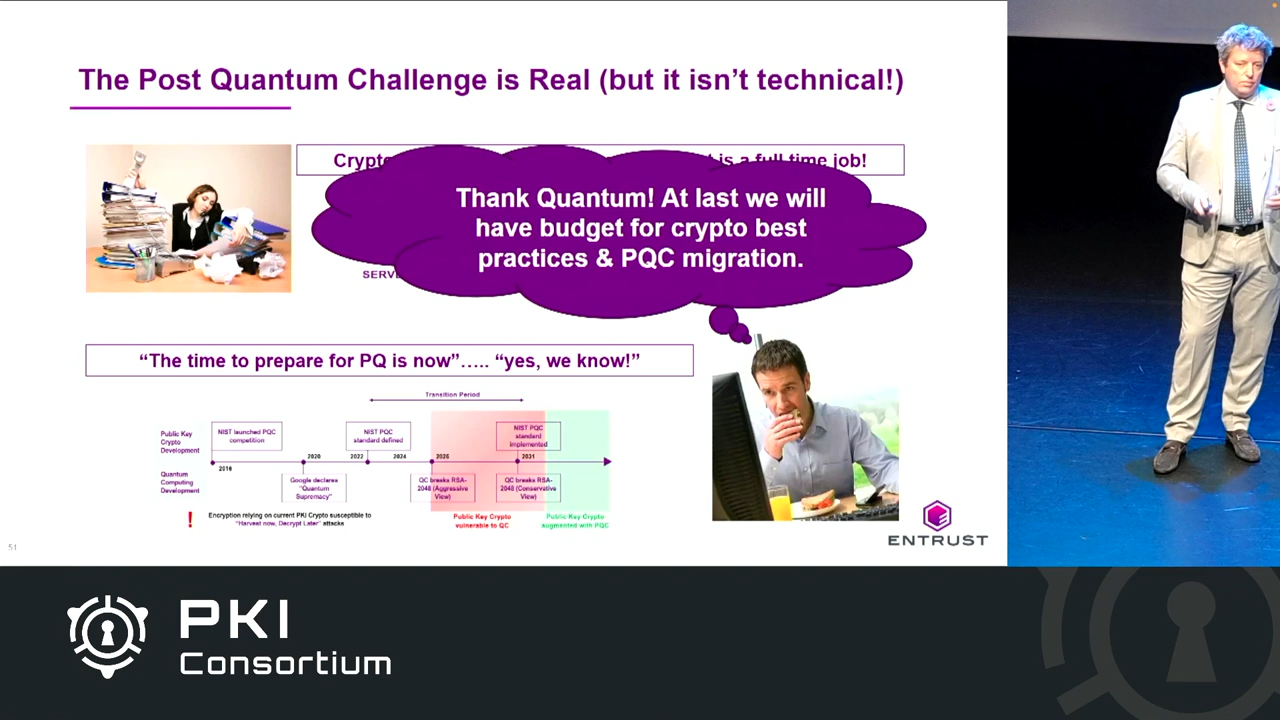 The Post Quantum Challenge is Real (but it isn't technical!)
is a full time job!
Thank Quantum! At last we will
have budget for crypto best
practices & PQC migration.
"The time to prepare for PQ is now"….. "yes, we know!"
Transition Period
Public Key
Crypto
Development
NIST launched PQC
competition
NIST PQC
standard defined
NIST PQC
standard
implemented
2016
2020
2022
2024
2026
2031
Quantum
Computing
Development
Google declares
"Quantum
Supremacy"
QC breaks RSA-
2048 (Aggressive
View)
QC breaks RSA-
2048 (Conservative
View)
!
Encryption relying on current PKI Crypto susceptible to
"Harvest now, Decrypt Later" attacks
Public Key Crypto
vulnerable to QC
Public Key Crypto
augmented with PQC
ENTRUST
51
PKI
Consortium